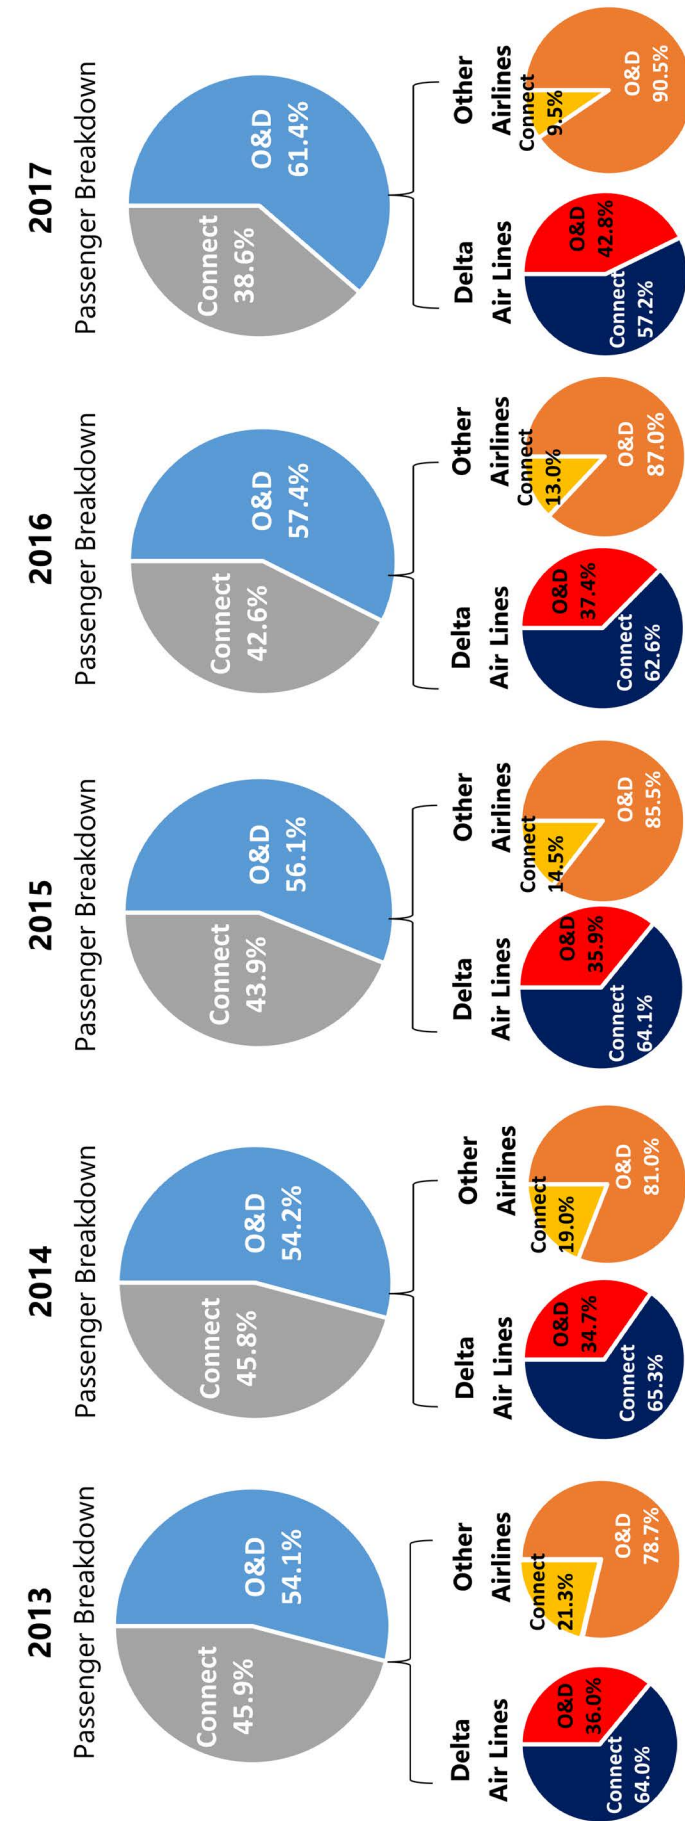 2013
Passenger Breakdown
Connect
45.9%
O&D
54.1%
Delta
Air Lines
Other
Airlines
O&D
36.0%
Connect
64.0%
Connect
21.3%
O&D
78.7%
2014
Passenger Breakdown
Connect
45.8%
O&D
54.2%
Delta
Air Lines
Other
Airlines
O&D
34.7%
Connect
65.3%
Connect
19.0%
O&D
81.0%
2015
Passenger Breakdown
Connect
43.9%
O&D
56.1%
Delta
Air Lines
Other
Airlines
O&D
35.9%
Connect
64.1%
Connect
14.5%
O&D
85.5%
2016
Passenger Breakdown
Connect
42.6%
O&D
57.4%
Delta
Air Lines
Other
Airlines
O&D
37.4%
Connect
62.6%
Connect
13.0%
O&D
87.0%
2017
Passenger Breakdown
Connect
38.6%
O&D
61.4%
Delta
Air Lines
Other
Airlines
O&D
42.8%
Connect
57.2%
Connect
9.5%
O&D
90.5%